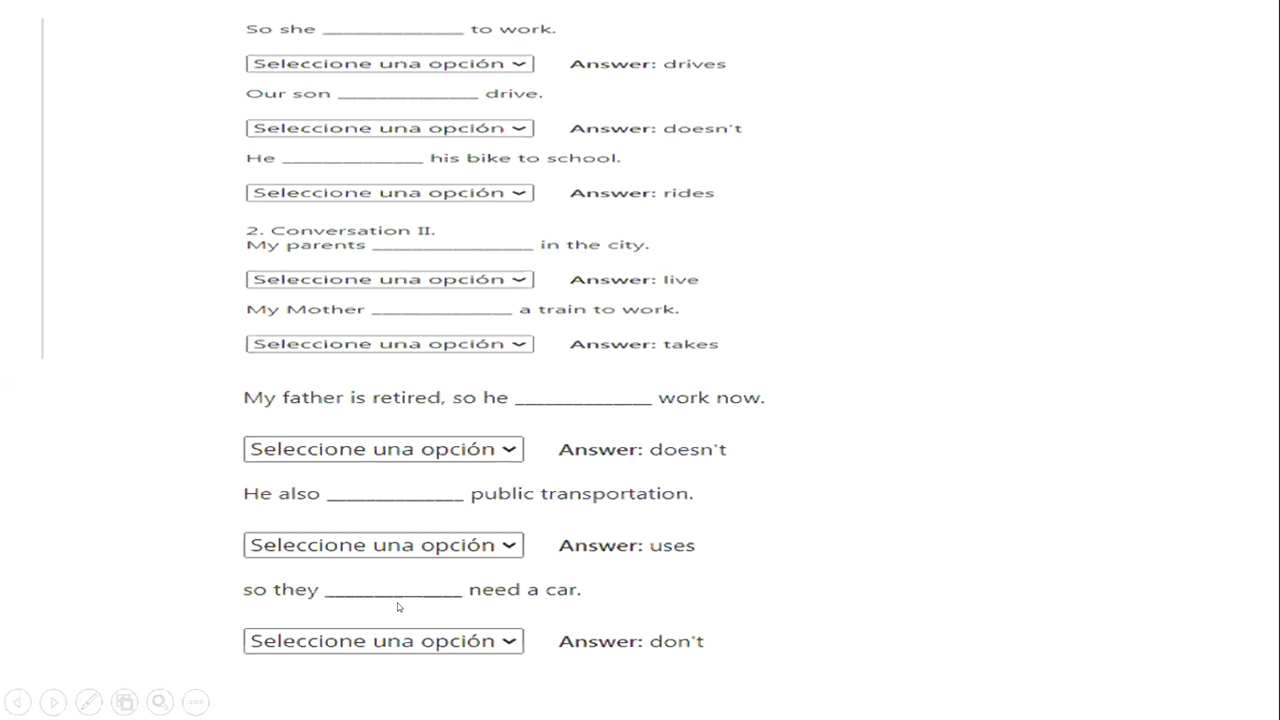 So she ______________ to work.
Seleccione una opción Answer: drives
Our son ______________ drive.
Seleccione una opción Answer: doesn't
He ______________ his bike to school.
Seleccione una opción Answer: rides
2. Conversation II.
My parents ________________ in the city.
Seleccione una opción Answer: live
My Mother ______________ a train to work.
Seleccione una opción Answer: takes
My father is retired, so he ______________ work now.
Seleccione una opción Answer: doesn't
He also ______________ public transportation.
Seleccione una opción Answer: uses
so they ______________ need a car.
Seleccione una opción Answer: don't